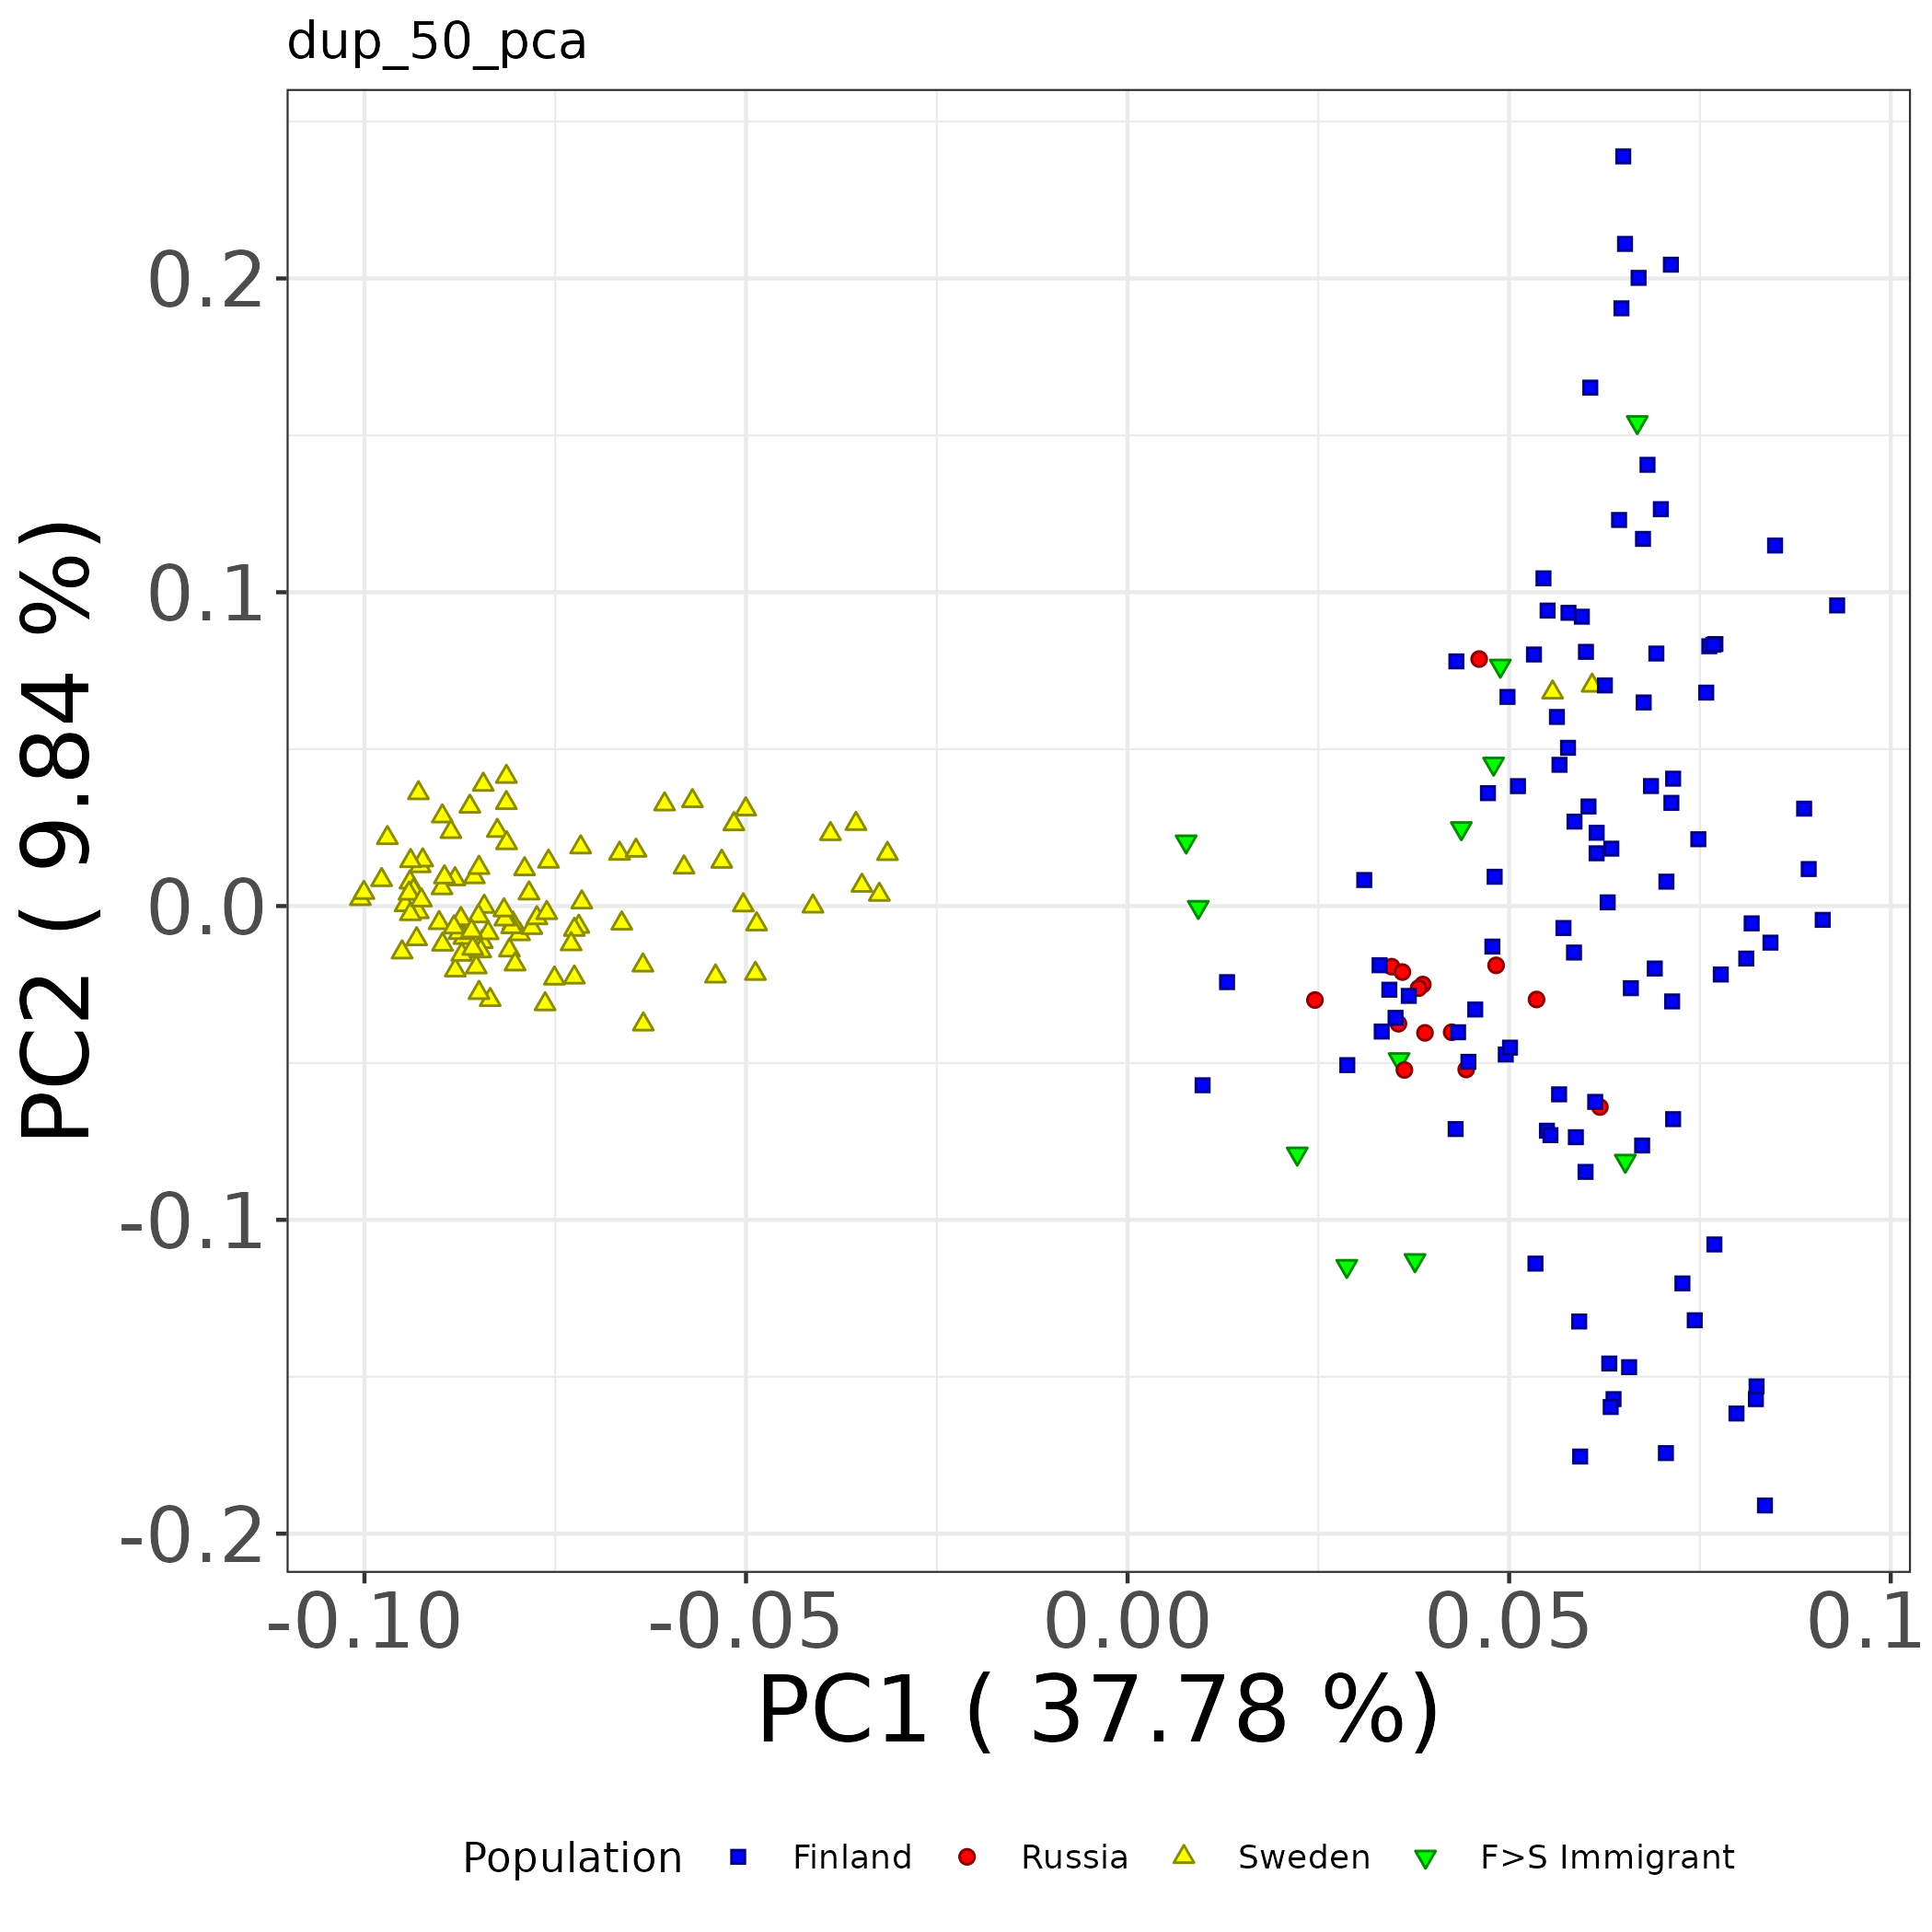 dup_50_pca
0.2
0.1
0.0
-0.1
-0.2
PC2 ( 9.84 %)
-0.10 -0.05 0.00 0.05 0.1
PC1 ( 37.78 %)
Population Finland Russia Sweden F>S Immigrant